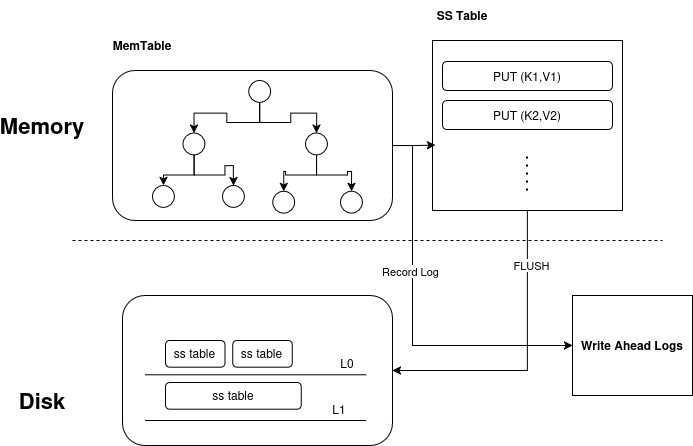 SS Table
MemTable
PUT (K1,V1)
Memory
PUT (K2,V2)
Record Log
FLUSH
Write Ahead Logs
ss table
ss table
L0
ss table
Disk
L1